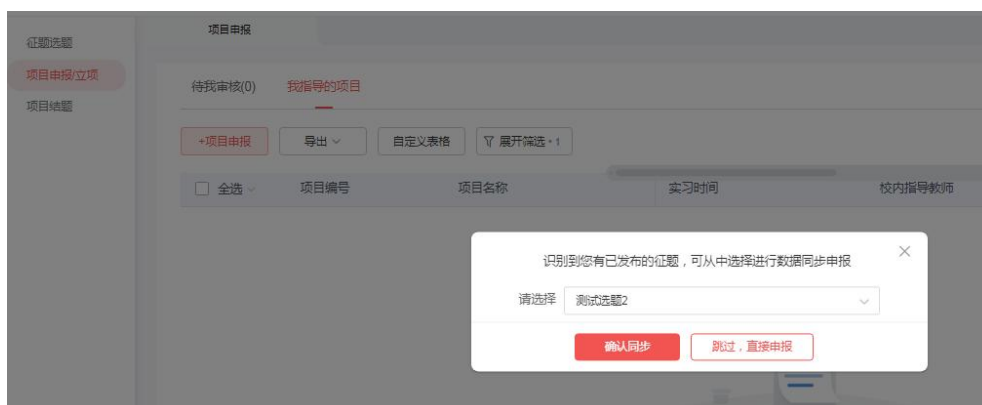 征题选题
项目申报/立项
项目结题
项目申报
待我审核(0) 我指导的项目
+项目申报 导出 自定义表格 展开筛选·1
全选 项目编号 项目名称 实习时间 校内指导教师
识别到您有已发布的征题，可从中选择进行数据同步申报
请选择 测试选题2
确认同步 跳过，直接申报